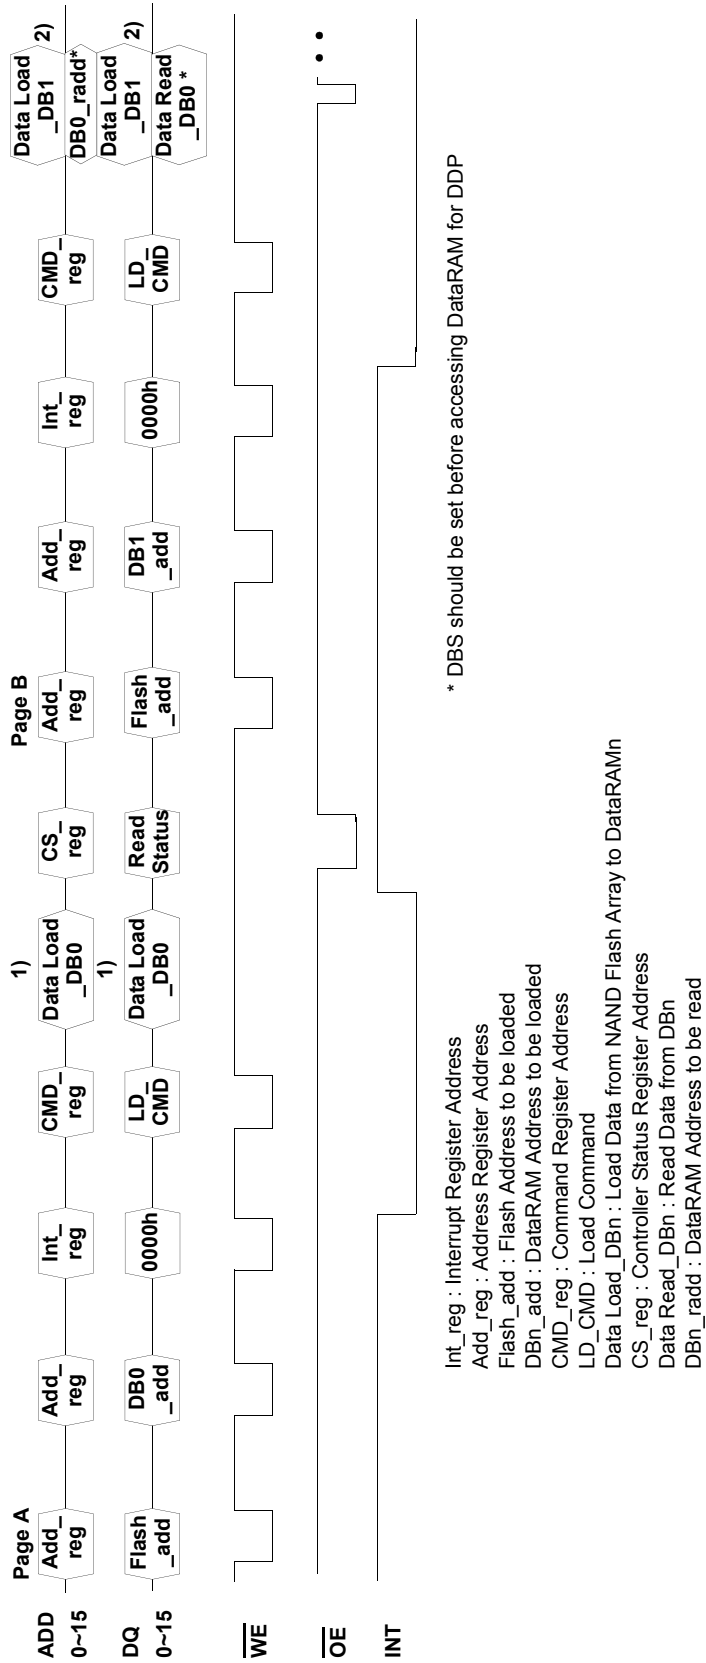 Page A
Page B
1)
2)
ADD
0~15
Add_
reg
Add_
reg
Int_
reg
CMD_
reg
Data Load
_DB0
CS_
reg
Add_
reg
Add_
reg
Int_
reg
CMD_
reg
Data Load
_DB1
DB0_radd*
1)
2)
DQ
0~15
Flash
_add
DB0
_add
0000h
LD_
CMD
Data Load
_DB0
Read
Status
Flash
_add
DB1
_add
0000h
LD_
CMD
Data Load
_DB1
Data Read
_DB0 *
WE
OE
INT
Int_reg : Interrupt Register Address
Add_reg : Address Register Address
Flash_add : Flash Address to be loaded
DBn_add : DataRAM Address to be loaded
CMD_reg : Command Register Address
LD_CMD : Load Command
Data Load_DBn : Load Data from NAND Flash Array to DataRAMn
CS_reg : Controller Status Register Address
Data Read_DBn : Read Data from DBn
DBn_radd : DataRAM Address to be read
* DBS should be set before accessing DataRAM for DDP